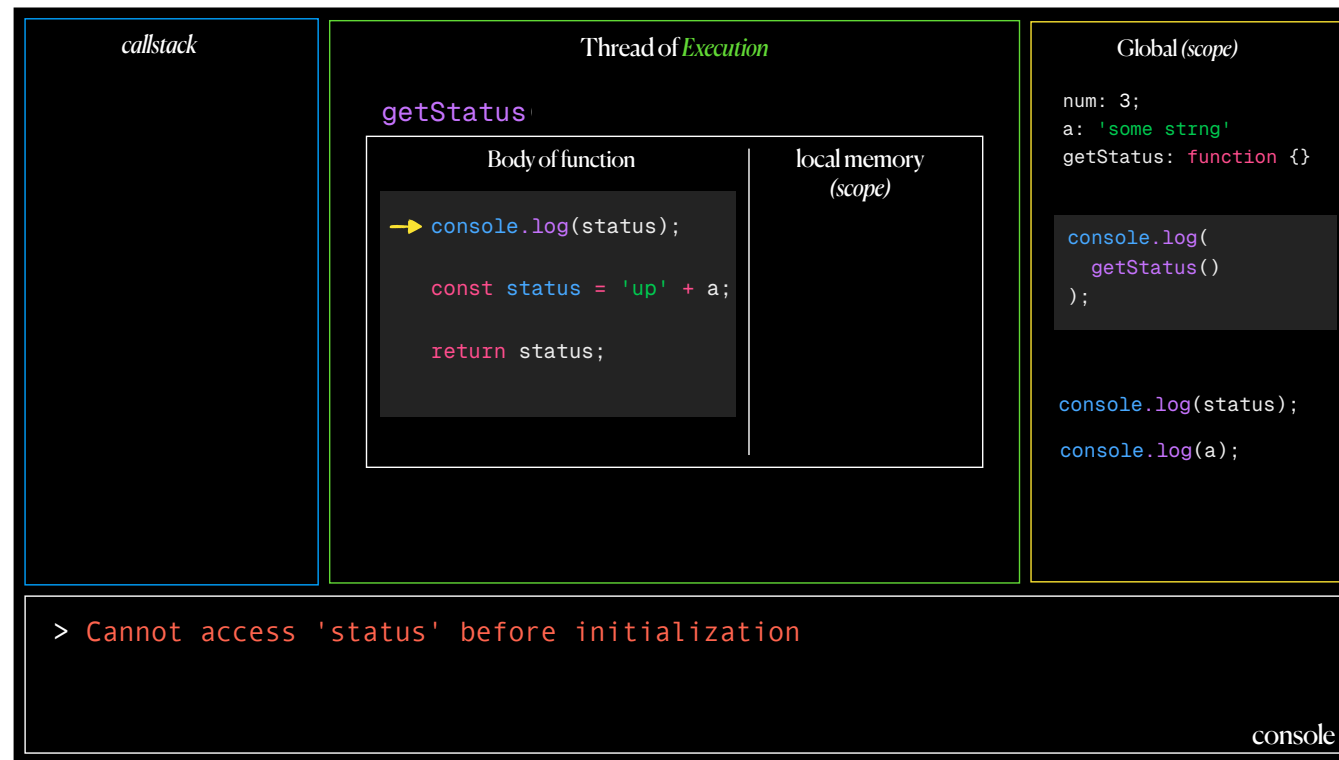 callstack
Thread of Execution
getStatus
Body of function
local memory
(scope)
console.log(status);
const status = 'up' + a;
return status;
Global (scope)
num: 3;
a: 'some strng'
getStatus: function {}
console.log(
getStatus()
);
console.log(status);
console.log(a);
> Cannot access 'status' before initialization
console